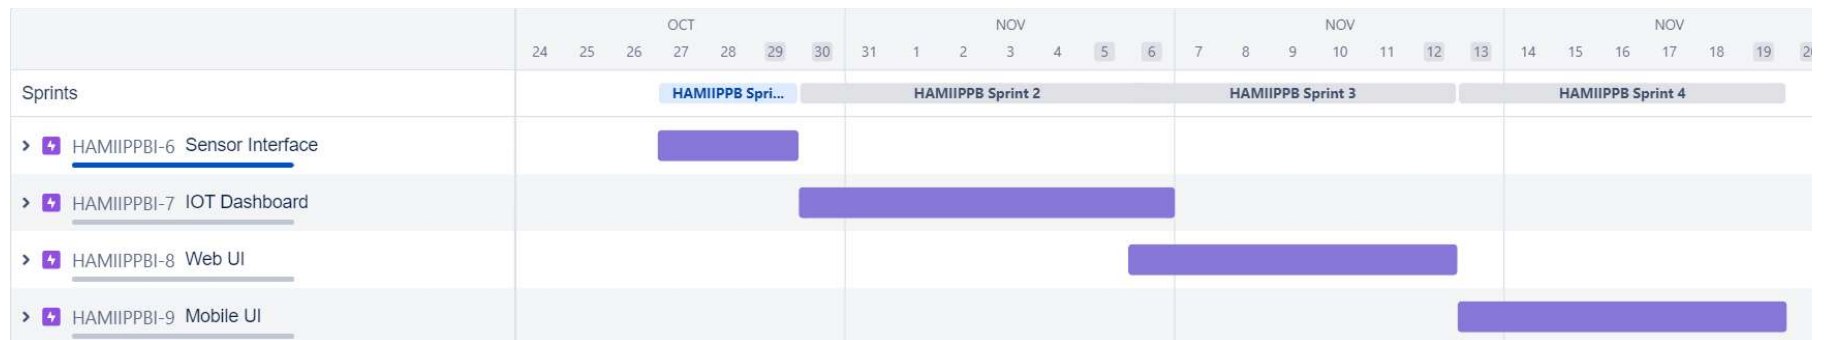 OCT NOV NOV NOV
24 25 26 27 28 29 30 31 1 2 3 4 5 6 7 8 9 10 11 12 13 14 15 16 17 18 19
Sprints HAMIIPPB Spri... HAMIIPPB Sprint 2 HAMIIPPB Sprint 3 HAMIIPPB Sprint 4
HAMIIPPBI-6 Sensor Interface
HAMIIPPBI-7 IOT Dashboard
HAMIIPPBI-8 Web UI
HAMIIPPBI-9 Mobile UI